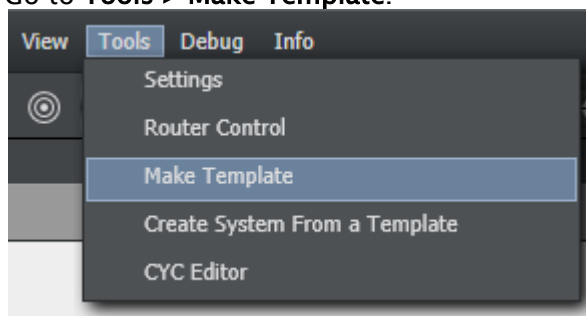 Go to Tools > Make Template.
View Tools Debug Info
Settings
Router Control
Make Template
Create System From a Template
CYC Editor